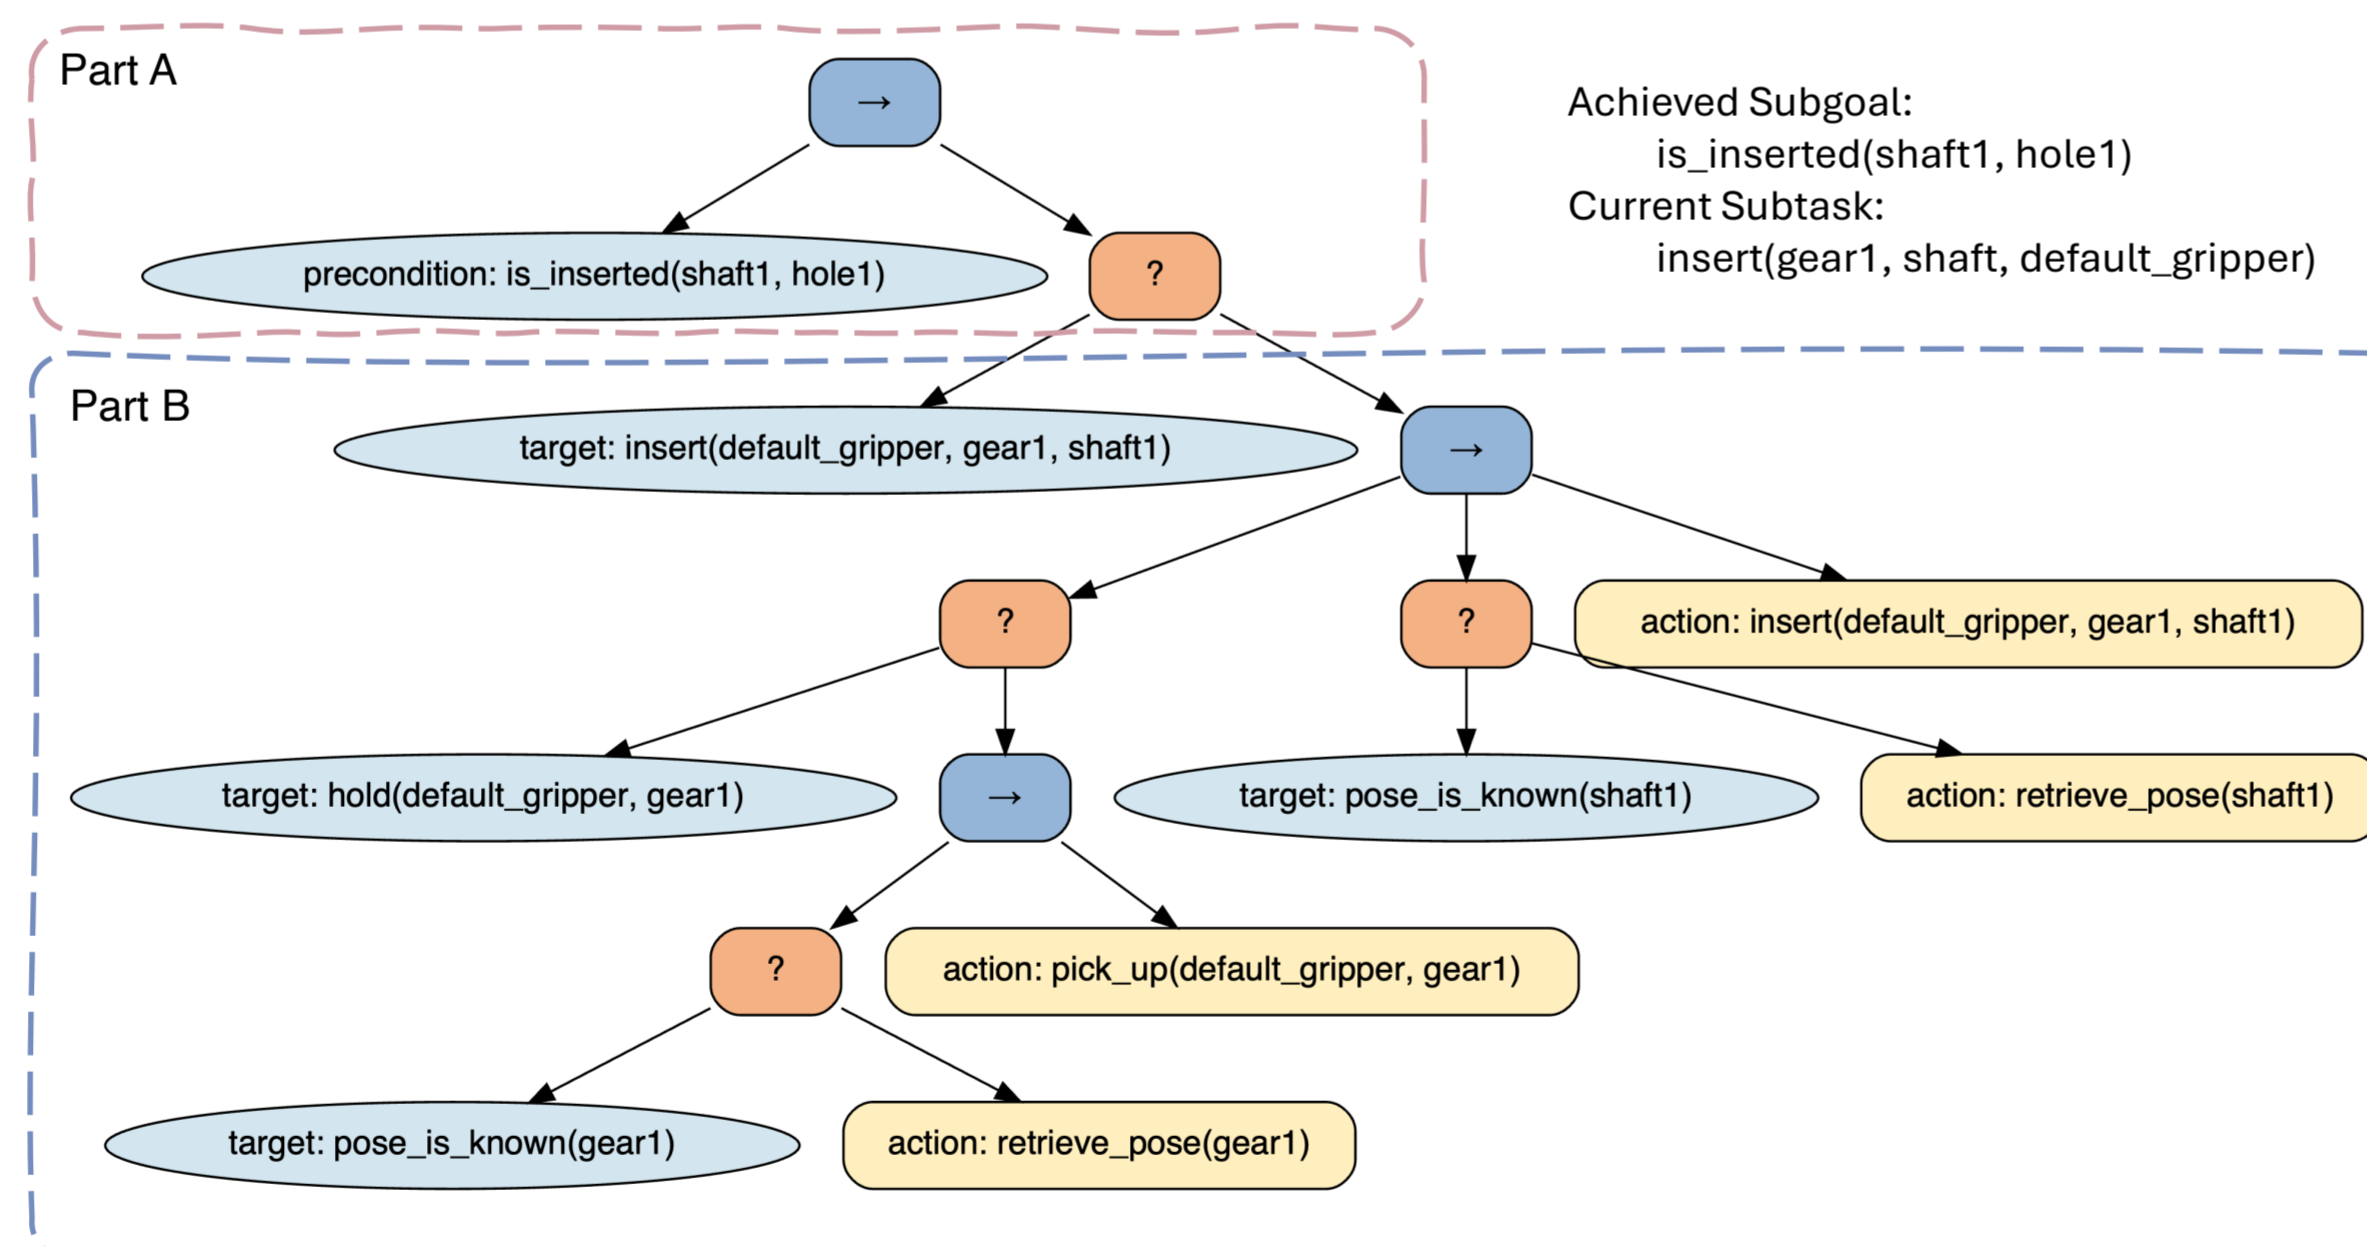 Part A
→
Achieved Subgoal:
is_inserted(shaft1, hole1)
Current Subtask:
insert(gear1, shaft, default_gripper)
precondition: is_inserted(shaft1, hole1)
?
Part B
target: insert(default_gripper, gear1, shaft1)
→
?
?
action: insert(default_gripper, gear1, shaft1)
target: hold(default_gripper, gear1)
→
target: pose_is_known(shaft1)
action: retrieve_pose(shaft1)
?
action: pick_up(default_gripper, gear1)
target: pose_is_known(gear1)
action: retrieve_pose(gear1)